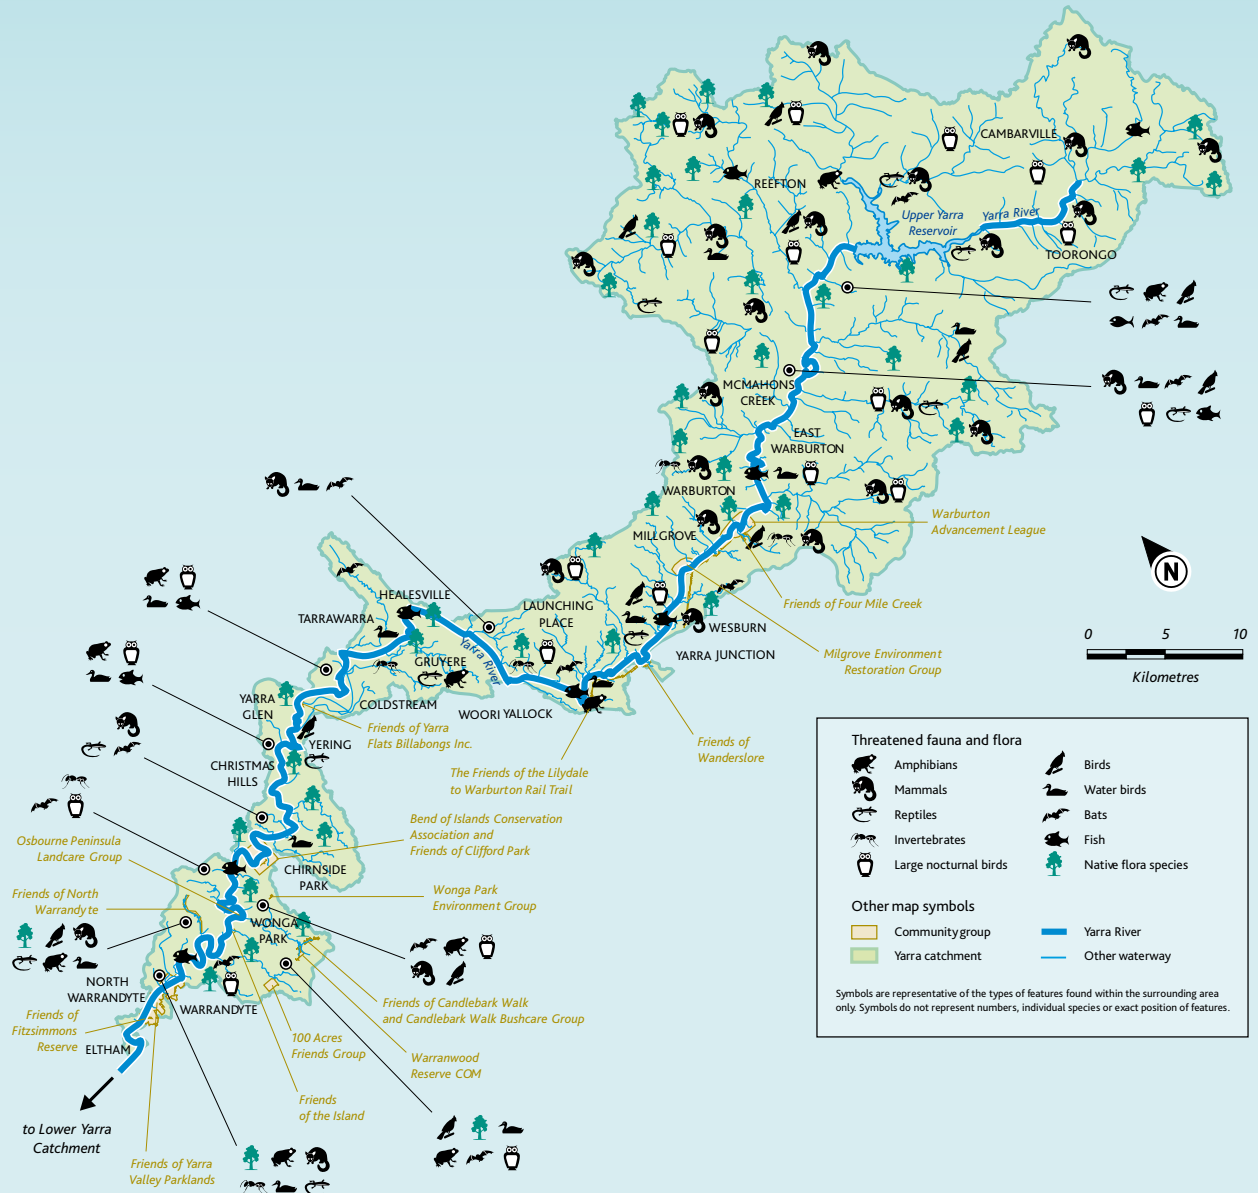 CAMBARVILLE
REEFTON
Upper Yarra
Reservoir
Yarra River
TOORONGO
MCMAHONS
CREEK
EAST
WARBURTON
WARBURTON
MILLGROVE
Warburton
Advancement League
N
Friends of Four Mile Creek
HEALESVILLE
TARRAWARRA
LAUNCHING
PLACE
WESBURN
YARRA JUNCTION
Milgrove Environment
Restoration Group
0 5 10
Kilometres
Yarra River
GRUYERE
COLDSTREAM
WOORI YALLOCK
YARRA
GLEN
Friends of Yarra
Flats Billabongs Inc.
YERING
Friends of
Wanderslore
CHRISTMAS
HILLS
The Friends of the Lilydale
to Warburton Rail Trail
Bend of Islands Conservation
Association and
Friends of Clifford Park
Osbourne Peninsula
Landcare Group
CHIRNSIDE
PARK
Friends of North
Warrandyte
Wonga Park
Environment Group
WONGA
PARK
NORTH
WARRANDYTE
WARRANDYTE
Friends of Candlebark Walk
and Candlebark Walk Bushcare Group
Friends of
Fitzsimmons
Reserve
ELTHAM
100 Acres
Friends Group
Warranwood
Reserve COM
Friends
of the Island
to Lower Yarra
Catchment
Friends of Yarra
Valley Parklands
Threatened fauna and flora
Amphibians
Birds
Mammals
Water birds
Reptiles
Bats
Invertebrates
Fish
Large nocturnal birds
Native flora species
Other map symbols
Community group
Yarra River
Yarra catchment
Other waterway
Symbols are representative of the types of features found within the surrounding area
only. Symbols do not represent numbers, individual species or exact position of features.